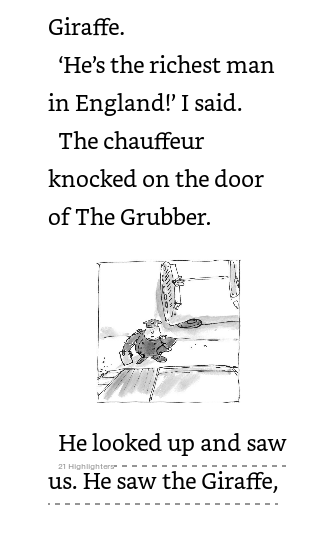 Giraffe.
‘He’s the richest man
in England!’ I said.
The chauffeur
knocked on the door
of The Grubber.
He looked up and saw
21 Highlighters
us. He saw the Giraffe,